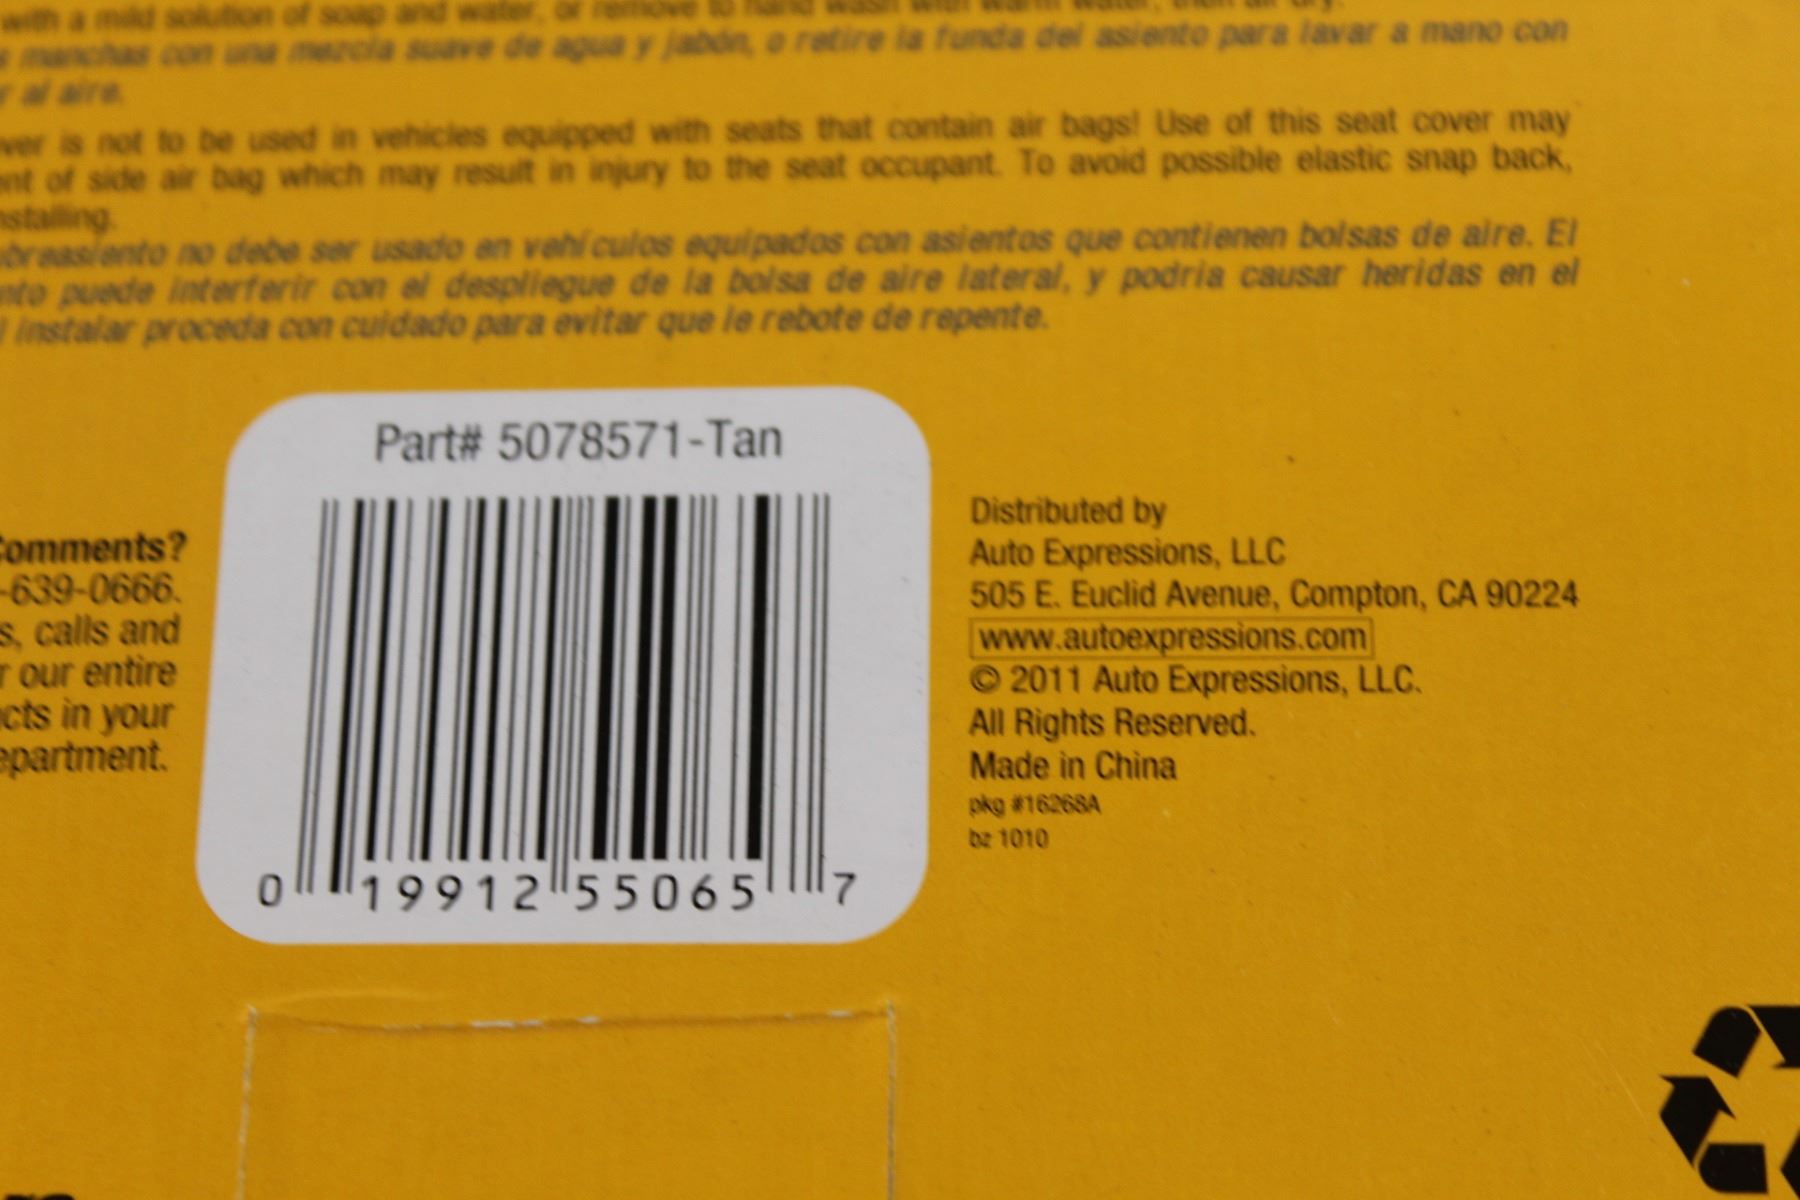 with a mild solution of soap and water, or remove to hand wash with warm water, then air dry.
manchas con una mezcla suave de agua y jabón, o retire la funda del asiento para lavar a mano con
al aire.
ver is not to be used in vehicles equipped with seats that contain air bags! Use of this seat cover may
ent of side air bag which may result in injury to the seat occupant. To avoid possible elastic snap back,
nstalling.
breasiento no debe ser usado en vehículos equipados con asientos que contienen bolsas de aire. El
nto puede interferir con el despliegue de la bolsa de aire lateral, y podria causar heridas en el
l instalar proceda con cuidado para evitar que le rebote de repente.
Part# 5078571-Tan
0 19912 55065 7
Comments?
-639-0666.
s, calls and
r our entire
cts in your
epartment.
Distributed by
Auto Expressions, LLC
505 E. Euclid Avenue, Compton, CA 90224
www.autoexpressions.com
© 2011 Auto Expressions, LLC.
All Rights Reserved.
Made in China
pkg #16268A
bz 1010